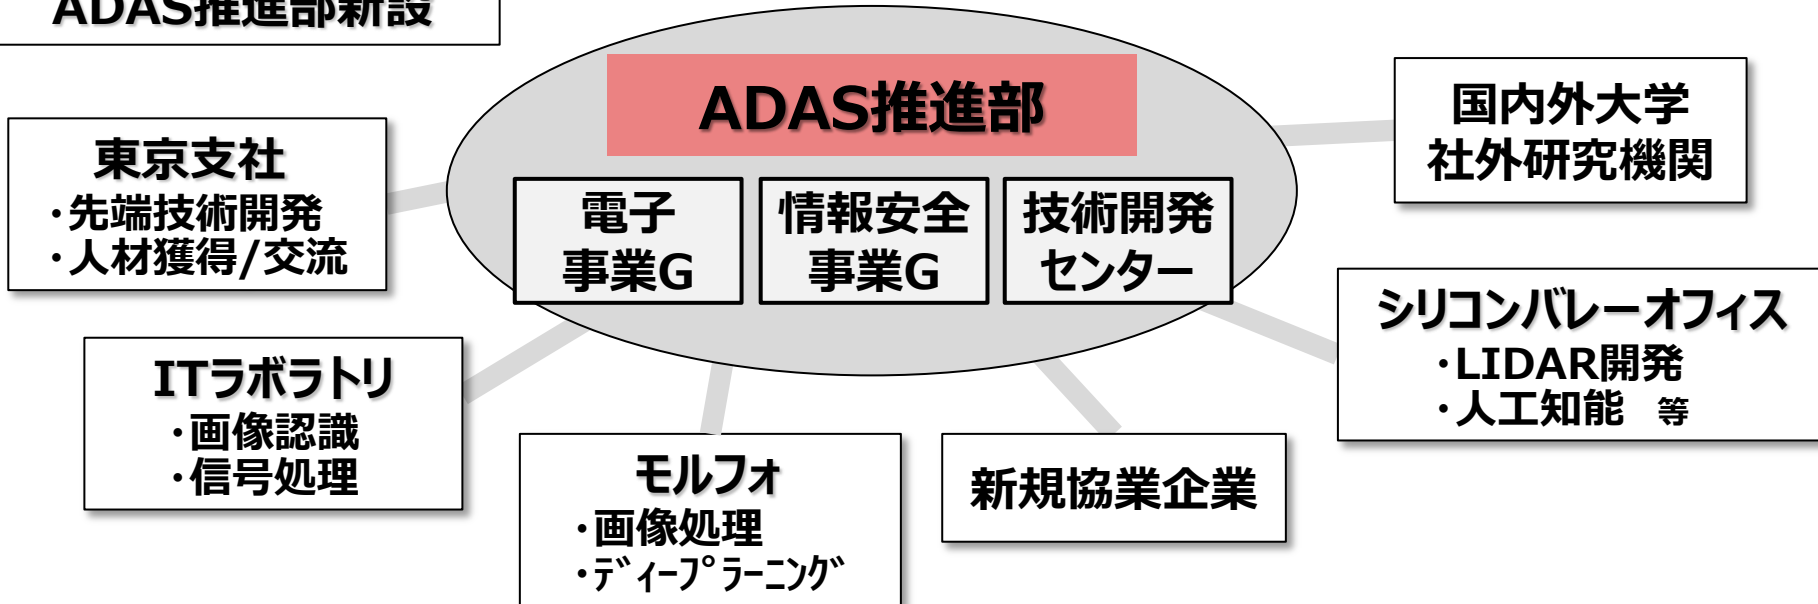 ADAS推進部新設
ADAS推進部
電子
事業G
情報安全
事業G
技術開発
センター
東京支社
・先端技術開発
・人材獲得/交流
国内外大学
社外研究機関
ITラボラトリ
・画像認識
・信号処理
モルフォ
・画像処理
・ディープラーニング
新規協業企業
シリコンバレーオフィス
・LIDAR開発
・人工知能 等